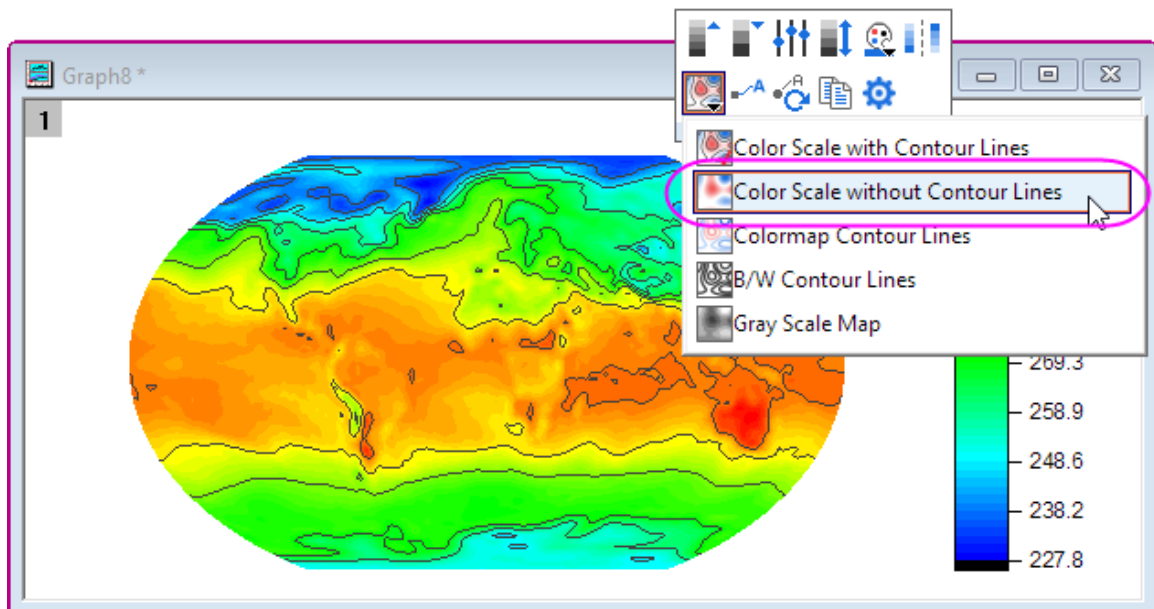 Graph8 *
1
Color Scale with Contour Lines
Color Scale without Contour Lines
Colormap Contour Lines
B/W Contour Lines
Gray Scale Map
269.3
258.9
248.6
238.2
227.8